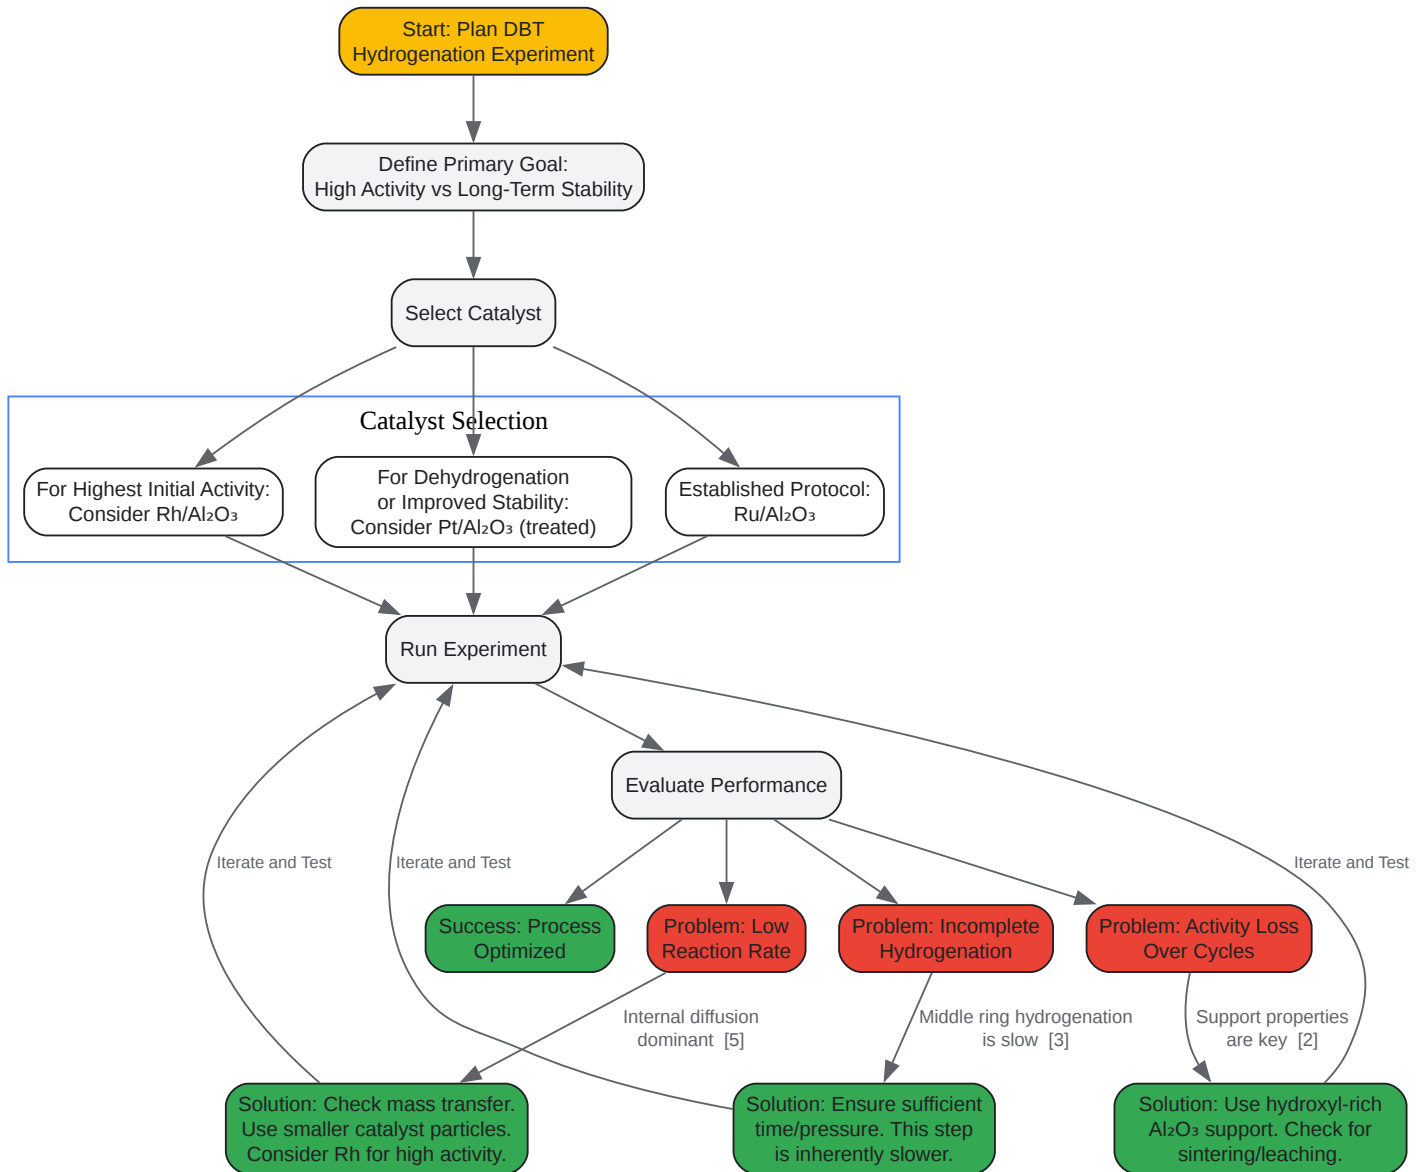 Start: Plan DBT
Hydrogenation Experiment
Define Primary Goal:
High Activity vs Long-Term Stability
Select Catalyst
Catalyst Selection
For Highest Initial Activity:
Consider Rh/Al₂O₃
For Dehydrogenation
or Improved Stability:
Consider Pt/Al₂O₃ (treated)
Established Protocol:
Ru/Al₂O₃
Run Experiment
Evaluate Performance
Iterate and Test
Iterate and Test
Iterate and Test
Success: Process
Optimized
Problem: Low
Reaction Rate
Problem: Incomplete
Hydrogenation
Problem: Activity Loss
Over Cycles
Internal diffusion
dominant  [5]
Middle ring hydrogenation
is slow  [3]
Support properties
are key  [2]
Solution: Check mass transfer.
Use smaller catalyst particles.
Consider Rh for high activity.
Solution: Ensure sufficient
time/pressure. This step
is inherently slower.
Solution: Use hydroxyl-rich
Al₂O₃ support. Check for
sintering/leaching.